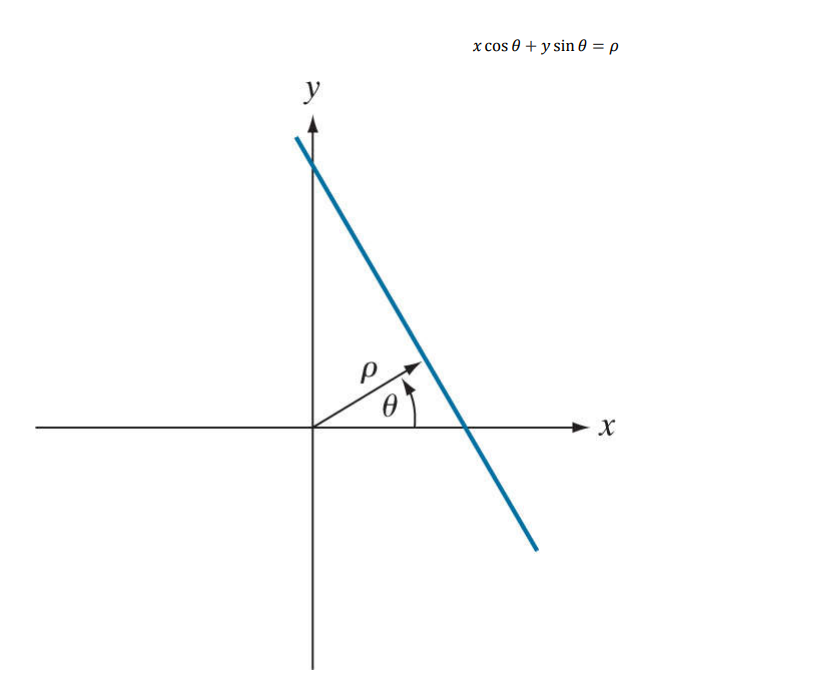 x cos θ + y sin θ = ρ
y
ρ
θ
x